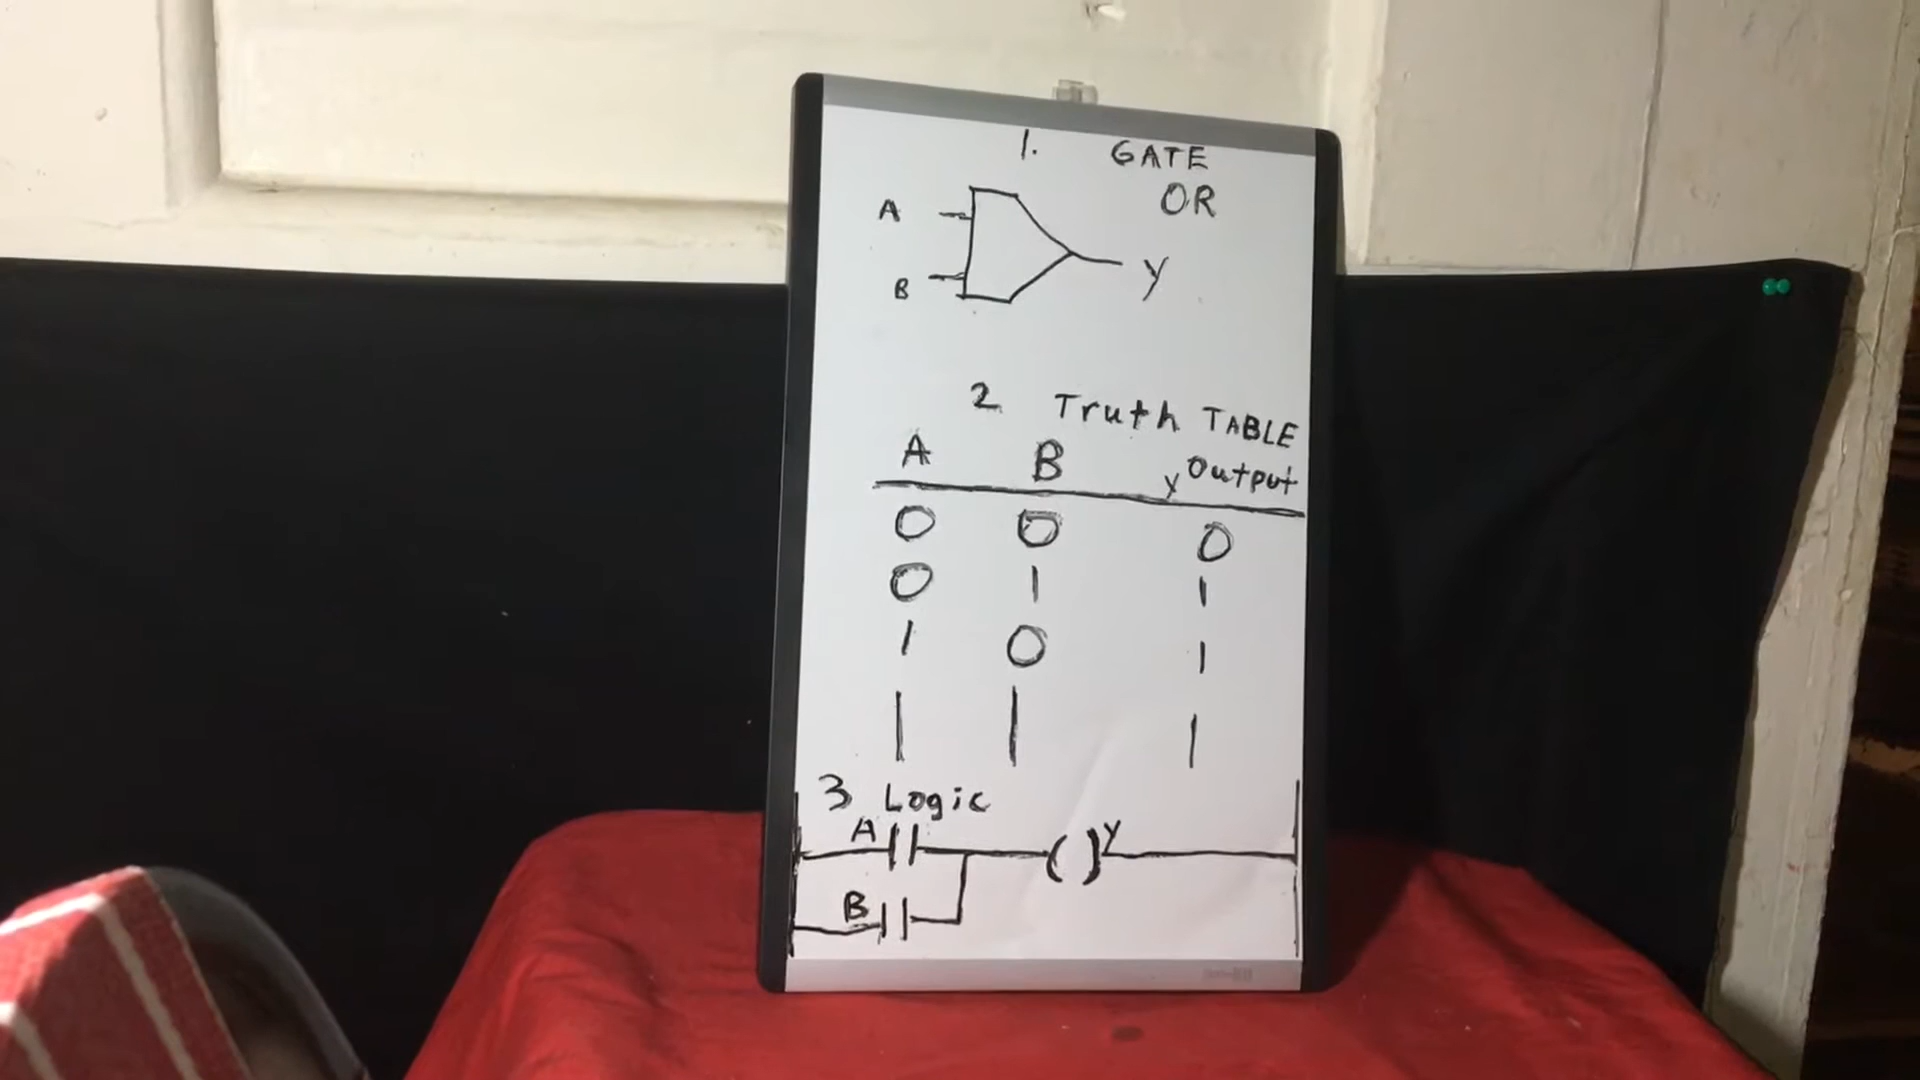 1. GATE
OR
A
B
Y
2 Truth TABLE
A B Y Output
0 0 0
0 1 1
1 0 1
1 1 1
3 Logic
A Y
B